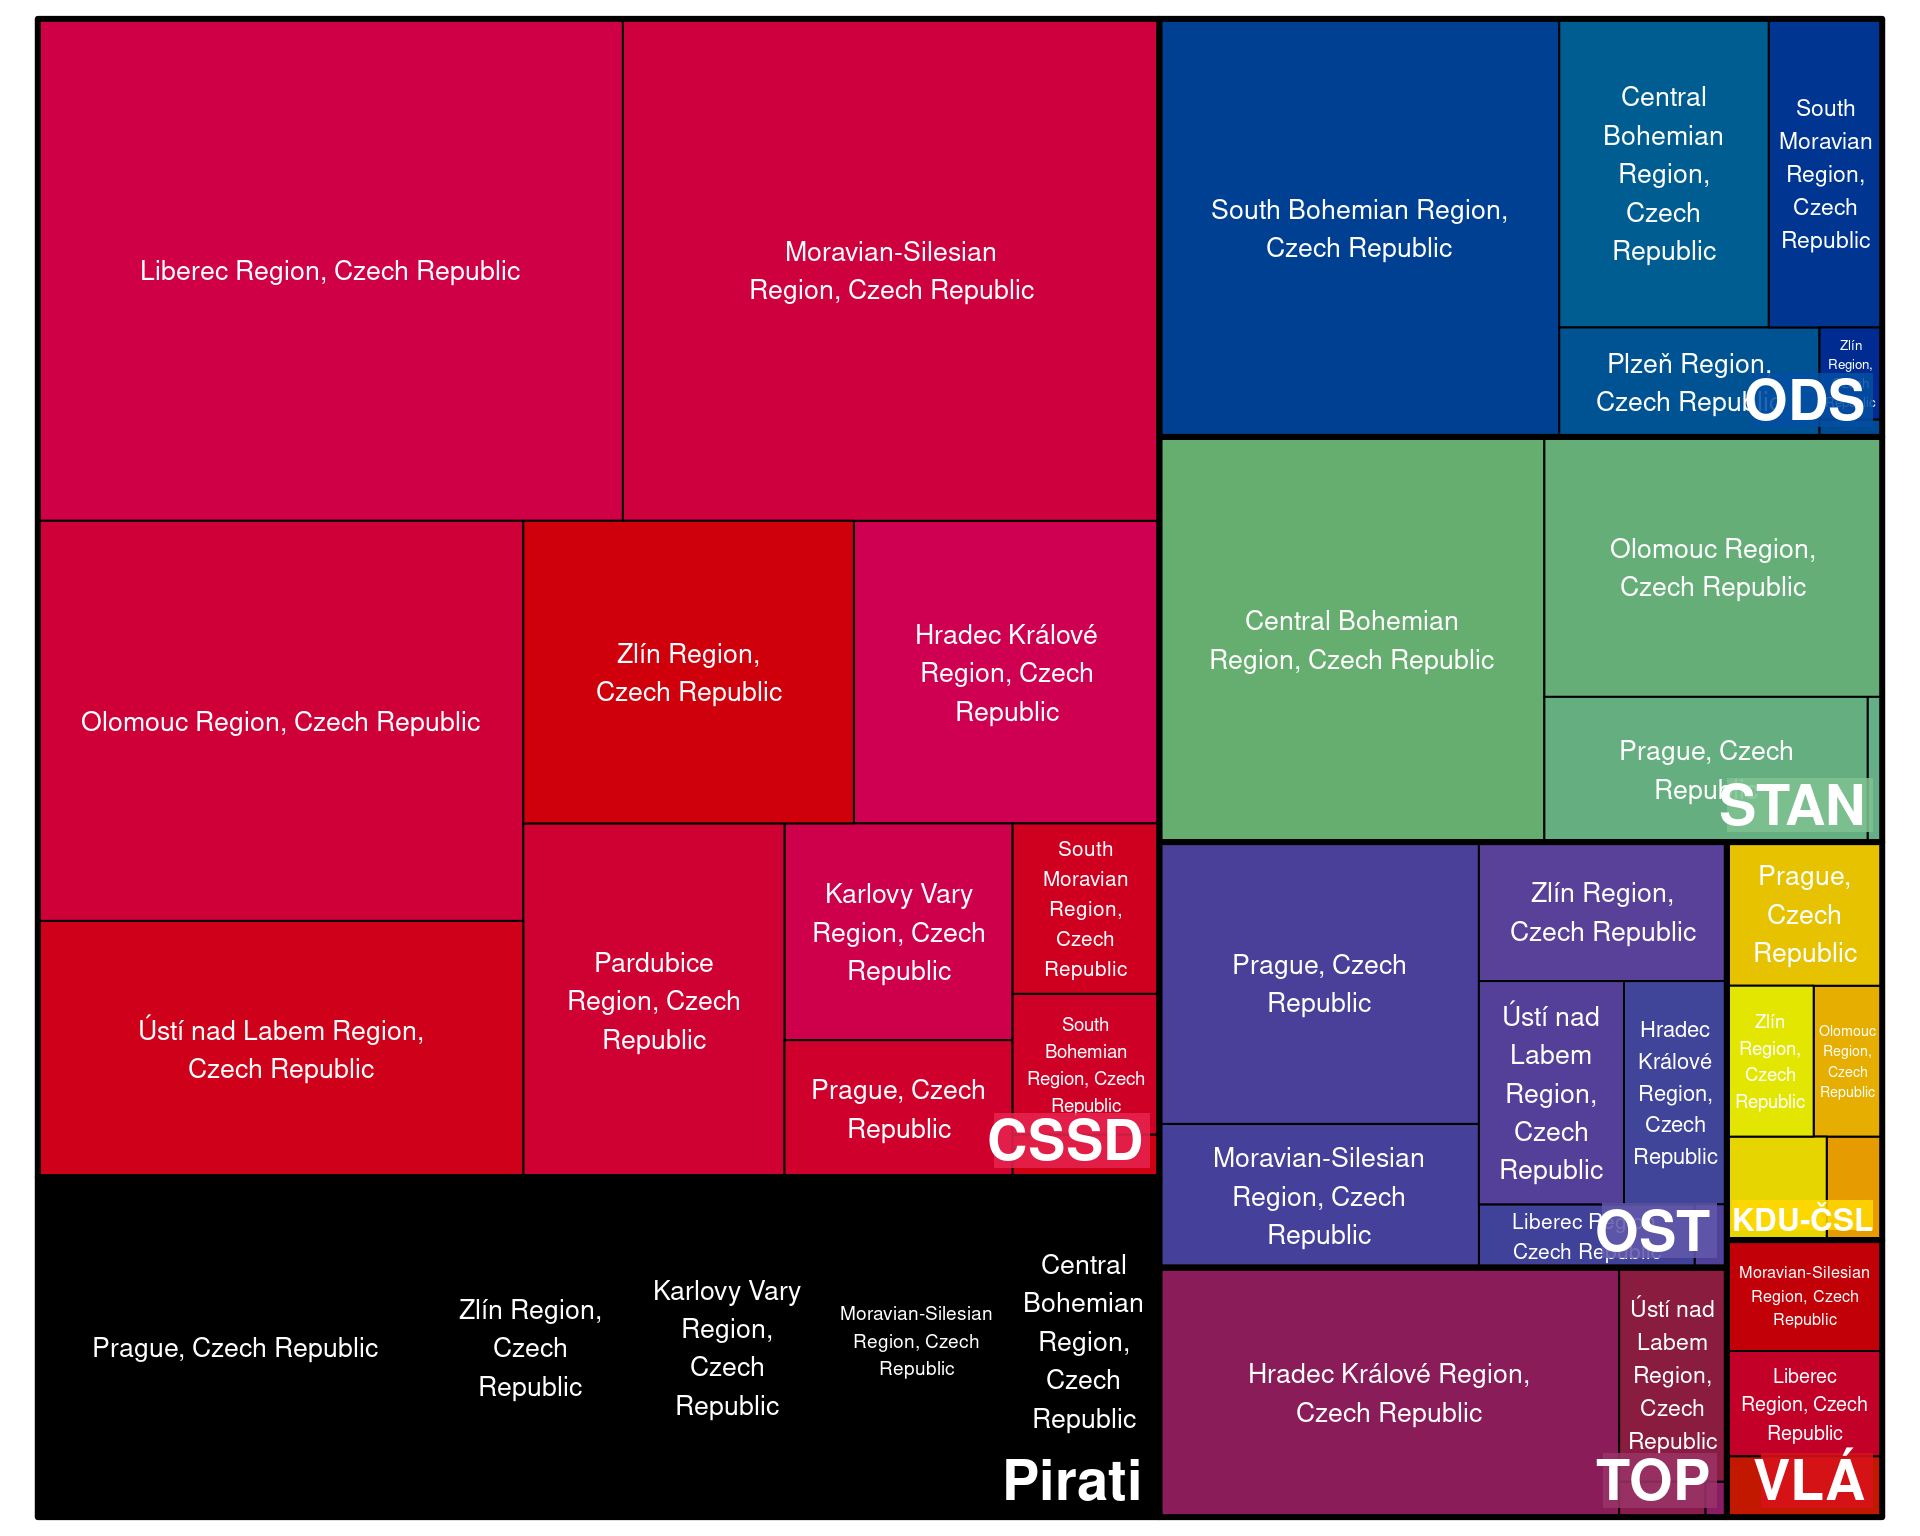 Liberec Region, Czech Republic
Moravian-Silesian
Region, Czech Republic
Olomouc Region, Czech Republic
Zlín Region,
Czech Republic
Hradec Králové
Region, Czech
Republic
Ústí nad Labem Region,
Czech Republic
Pardubice
Region, Czech
Republic
Karlovy Vary
Region, Czech
Republic
South
Moravian
Region,
Czech
Republic
Prague, Czech
Republic
South
Bohemian
Region, Czech
Republic
CSSD
Prague, Czech Republic
Zlín Region,
Czech
Republic
Karlovy Vary
Region,
Czech
Republic
Moravian-Silesian
Region, Czech
Republic
Central
Bohemian
Region,
Czech
Republic
Pirati
South Bohemian Region,
Czech Republic
Central
Bohemian
Region,
Czech
Republic
South
Moravian
Region,
Czech
Republic
Plzeň Region,
Czech Republic
Zlín
Region,
ODS
Central Bohemian
Region, Czech Republic
Olomouc Region,
Czech Republic
Prague, Czech
Republic
STAN
Prague, Czech
Republic
Moravian-Silesian
Region, Czech
Republic
Zlín Region,
Czech Republic
Ústí nad
Labem
Region,
Czech
Republic
Hradec
Králové
Region,
Czech
Republic
Liberec Region,
Czech Republic
OST
Prague,
Czech
Republic
Zlín
Region,
Czech
Republic
Olomouc
Region,
Czech
Republic
KDU-ČSL
Hradec Králové Region,
Czech Republic
Ústí nad
Labem
Region,
Czech
Republic
TOP
Moravian-Silesian
Region, Czech
Republic
Liberec
Region, Czech
Republic
VLÁ